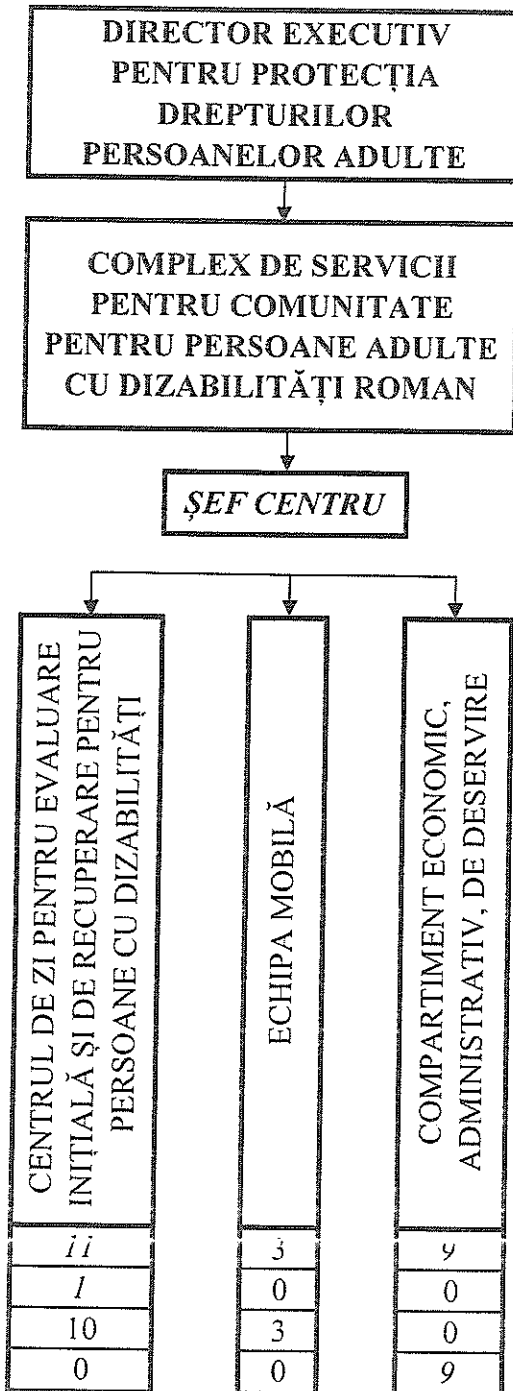 DIRECTOR EXECUTIV
PENTRU PROTECȚIA
DREPTURILOR
PERSOANELOR ADULTE
COMPLEX DE SERVICII
PENTRU COMUNITATE
PENTRU PERSOANE ADULTE
CU DIZABILITĂȚI ROMAN
ȘEF CENTRU
CENTRUL DE ZI PENTRU EVALUARE
INIȚIALĂ ȘI DE RECUPERARE PENTRU
PERSOANE CU DIZABILITĂȚI
11
1
10
0
ECHIPA MOBILĂ
3
0
3
0
COMPARTIMENT ECONOMIC,
ADMINISTRATIV, DE DESERVIRE
9
0
0
9